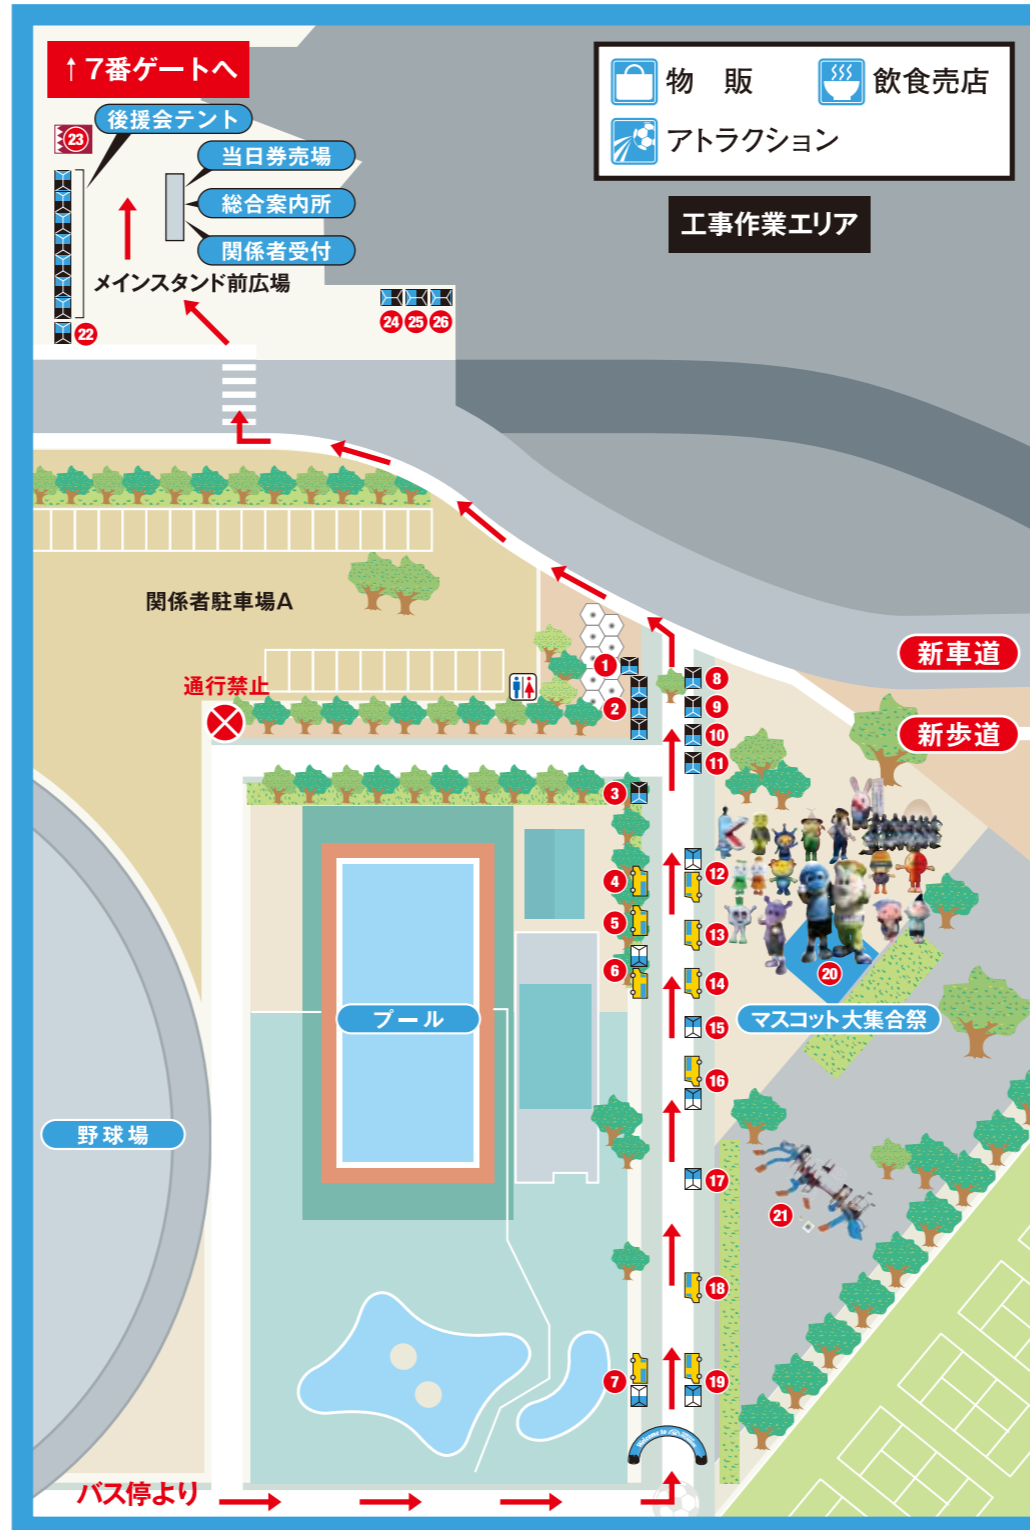 ↑7番ゲートへ
物 販
飲食売店
アトラクション
後援会テント
23
当日券売場
総合案内所
関係者受付
工事作業エリア
メインスタンド前広場
22
24
25
26
関係者駐車場A
新車道
通行禁止
新歩道
1
2
3
4
5
6
7
8
9
10
11
12
13
14
15
16
17
18
19
20
マスコット大集合祭
プール
野球場
21
Welcome to
バス停より